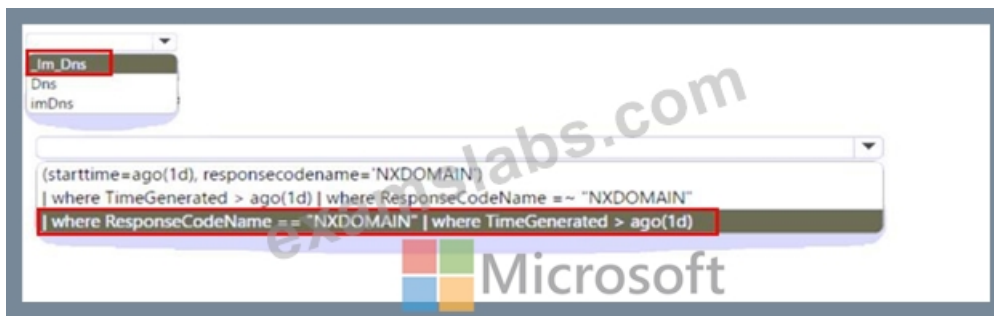 _Im_Dns
Dns
imDns
(starttime=ago(1d), responsecodename='NXDOMAIN')
| where TimeGenerated > ago(1d) | where ResponseCodeName =~ "NXDOMAIN"
| where ResponseCodeName == "NXDOMAIN" | where TimeGenerated > ago(1d)
examslabs.com
Microsoft